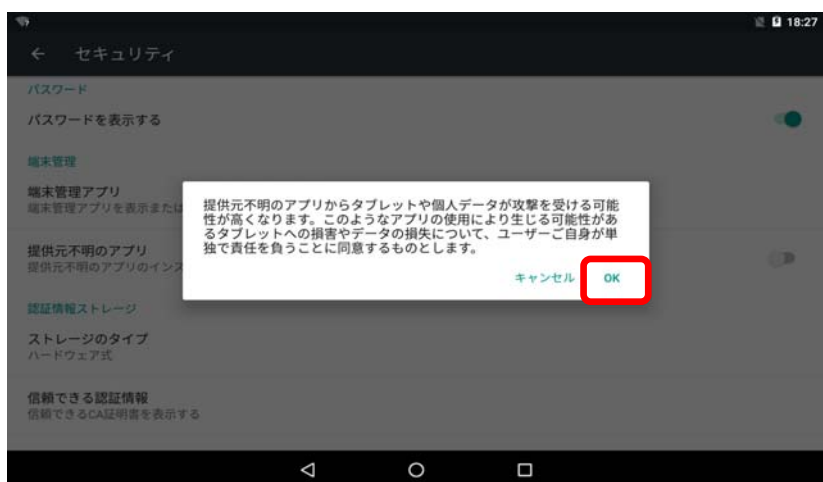 18:27
セキュリティ
パスワード
パスワードを表示する
端末管理
端末管理アプリ
端末管理アプリを表示または
提供元不明のアプリ
提供元不明のアプリのインス
提供元不明のアプリからタブレットや個人データが攻撃を受ける可能
性が高くなります。このようなアプリの使用により生じる可能性があ
るタブレットへの損害やデータの損失について、ユーザーご自身が単
独で責任を負うことに同意するものとします。
キャンセル OK
認証情報ストレージ
ストレージのタイプ
ハードウェア式
信頼できる認証情報
信頼できるCA証明書を表示する